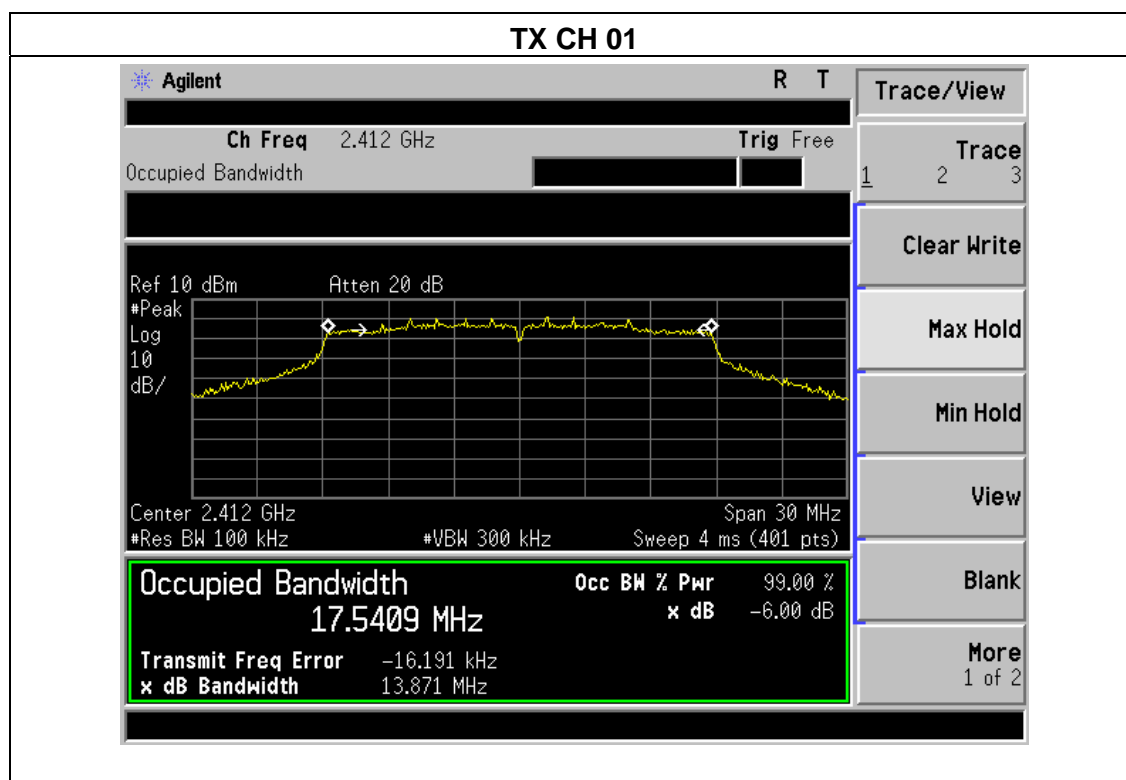 TX CH 01
Agilent R T
Trace/View
Ch Freq 2.412 GHz Trig Free
Occupied Bandwidth
Trace
1 2 3
Clear Write
Ref 10 dBm Atten 20 dB
#Peak
Log
10
dB/
Max Hold
Min Hold
View
Center 2.412 GHz Span 30 MHz
#Res BW 100 kHz #VBW 300 kHz Sweep 4 ms (401 pts)
Occupied Bandwidth Occ BW % Pwr 99.00 %
17.5409 MHz x dB -6.00 dB
Blank
Transmit Freq Error -16.191 kHz
x dB Bandwidth 13.871 MHz
More
1 of 2